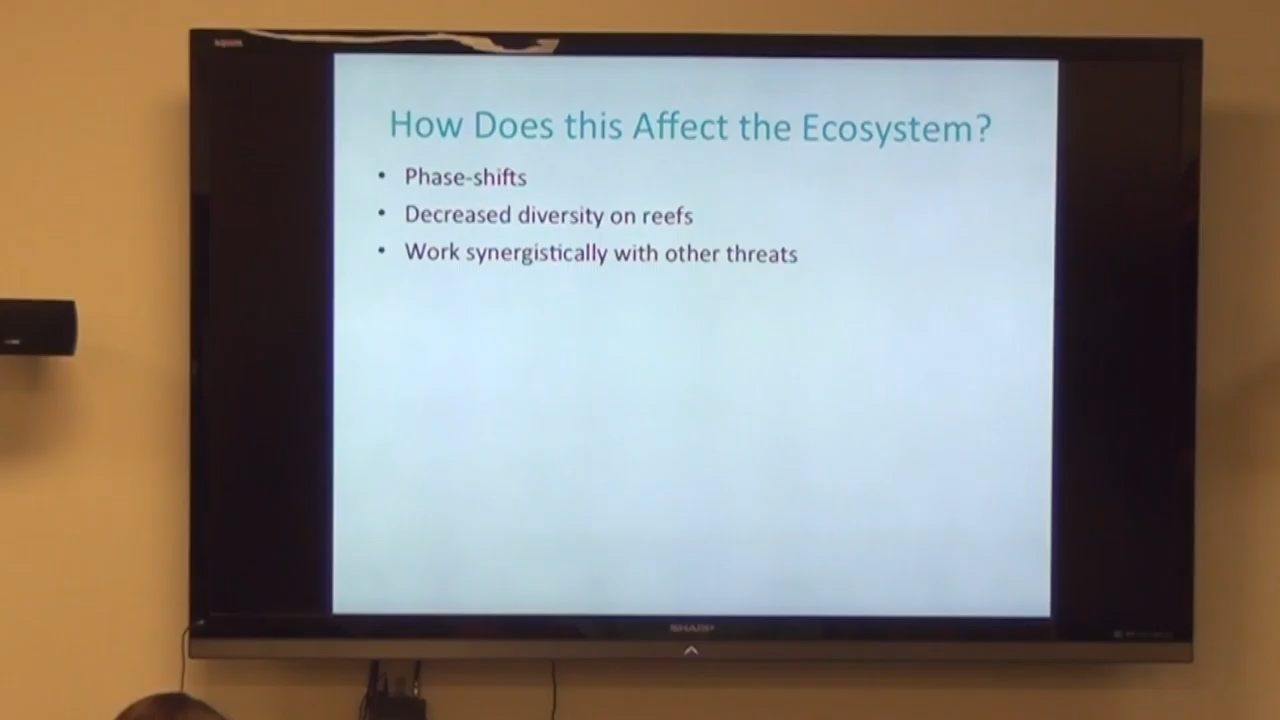 How Does this Affect the Ecosystem?
• Phase-shifts
• Decreased diversity on reefs
• Work synergistically with other threats
SHARP